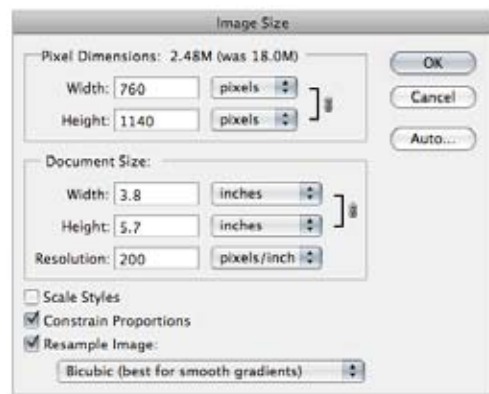 Image Size
Pixel Dimensions: 2.48M (was 18.0M)
Width: 760 pixels
Height: 1140 pixels
Document Size:
Width: 3.8 inches
Height: 5.7 inches
Resolution: 200 pixels/inch
Scale Styles
Constrain Proportions
Resample Image:
Bicubic (best for smooth gradients)
OK
Cancel
Auto...